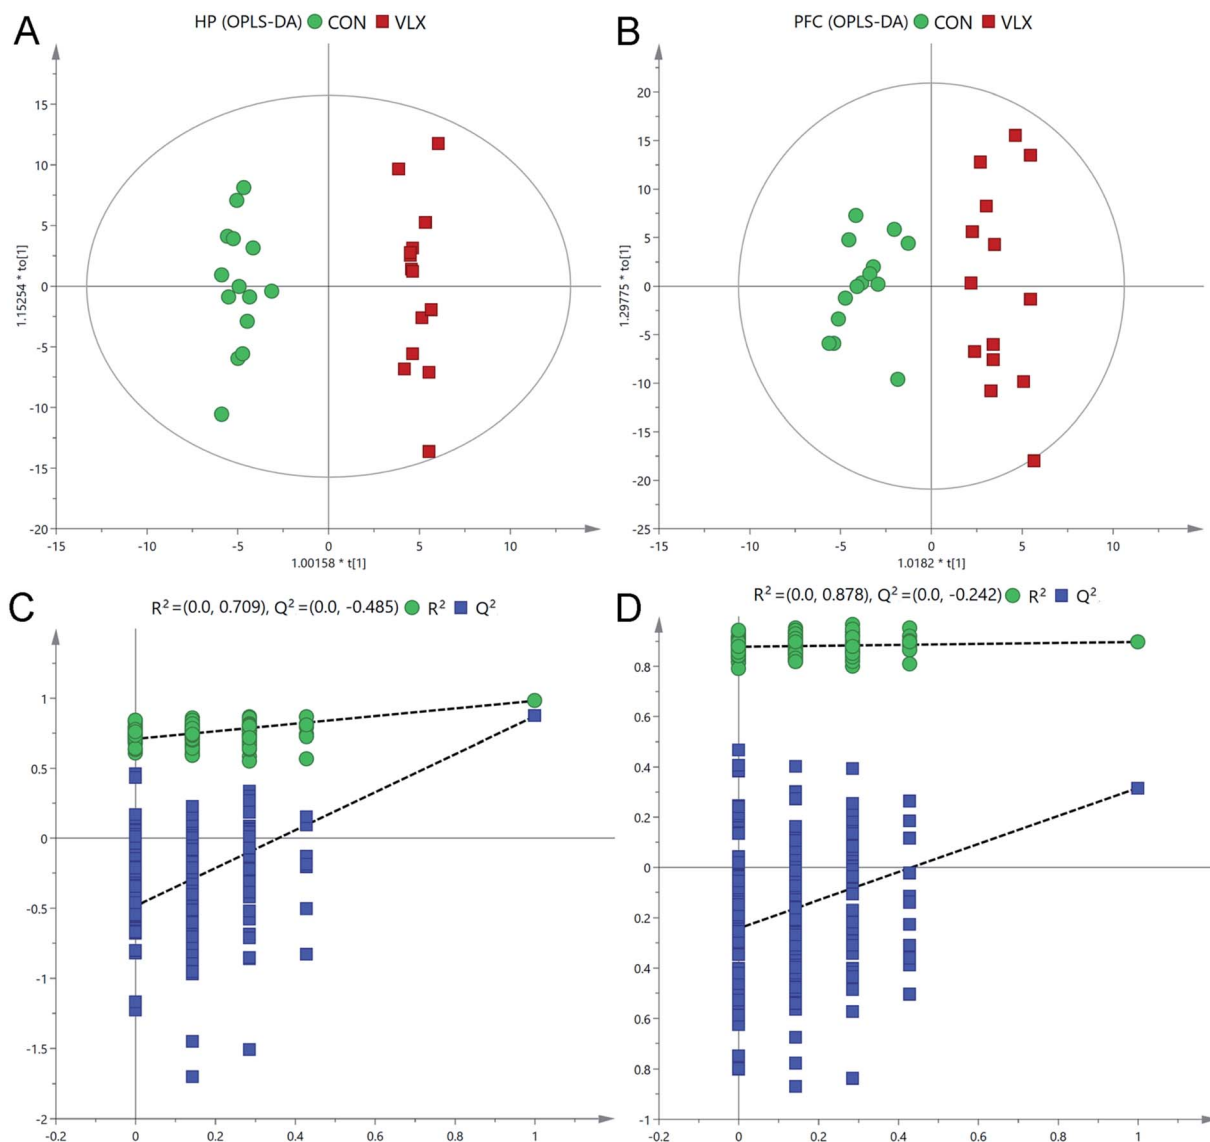 A
HP (OPLS-DA) CON VLX
15
10
5
0
-5
-10
-15
-20
1.15254 * to[1]
-15 -10 -5 0 5 10
1.00158 * t[1]
B
PFC (OPLS-DA) CON VLX
20
15
10
5
0
-5
-10
-15
-20
-25
1.29775 * to[1]
-15 -10 -5 0 5 10
1.0182 * t[1]
C
R²=(0.0, 0.709), Q²=(0.0, -0.485) R² Q²
1
0.5
0
-0.5
-1
-1.5
-2
-0.2 0 0.2 0.4 0.6 0.8 1
D
R²=(0.0, 0.878), Q²=(0.0, -0.242) R² Q²
0.8
0.6
0.4
0.2
0
0.2
0.4
0.6
0.8
-1
-0.2 0 0.2 0.4 0.6 0.8 1